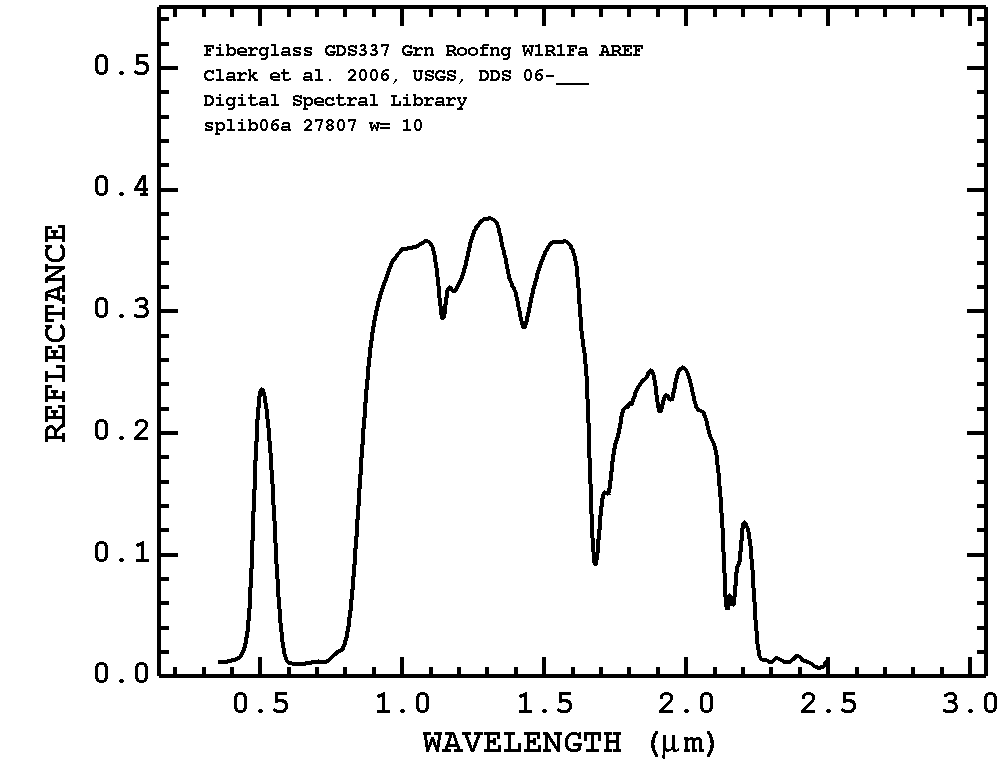 Fiberglass GDS337 Grn Roofng W1R1Fa AREF
Clark et al. 2006, USGS, DDS 06-___
Digital Spectral Library
splib06a 27807 w= 10
REFLECTANCE
0.5
0.4
0.3
0.2
0.1
0.0
0.5 1.0 1.5 2.0 2.5 3.0
WAVELENGTH (μm)